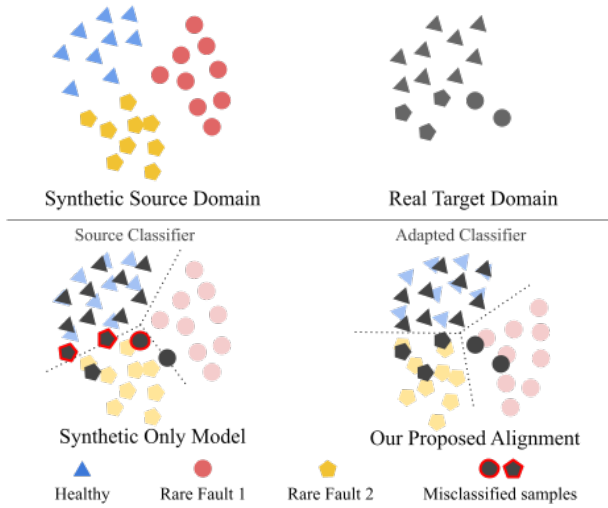 Synthetic Source Domain
Real Target Domain
Source Classifier
Adapted Classifier
Synthetic Only Model
Our Proposed Alignment
Healthy
Rare Fault 1
Rare Fault 2
Misclassified samples